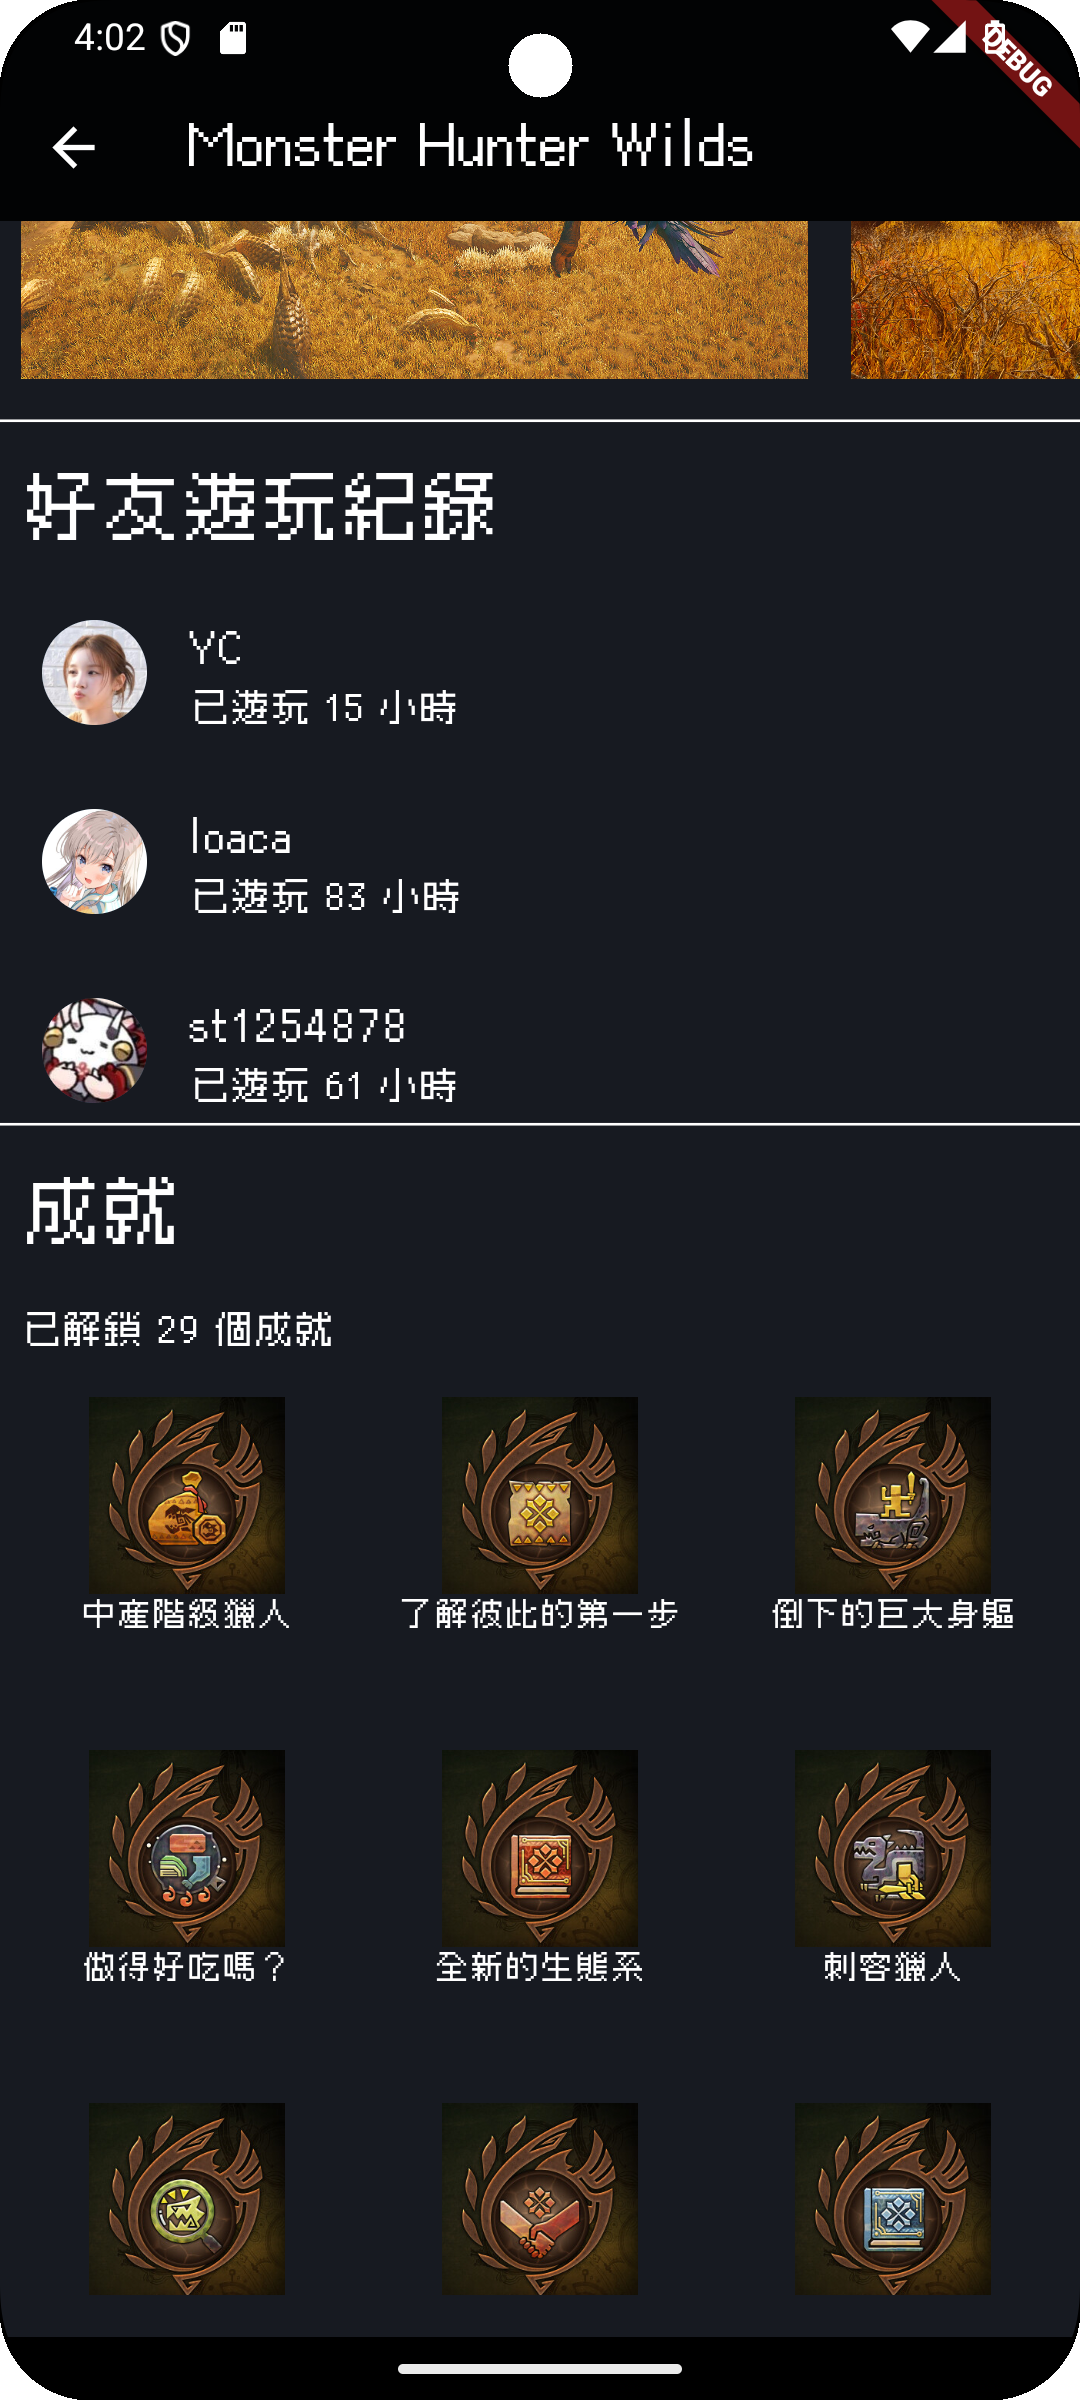 4:02
DEBUG
Monster Hunter Wilds
好友遊玩紀錄
YC
已遊玩 15 小時
loaca
已遊玩 83 小時
st1254878
已遊玩 61 小時
成就
已解鎖 29 個成就
中產階級獵人
了解彼此的第一步
倒下的巨大身軀
做得好吃嗎？
全新的生態系
刺客獵人